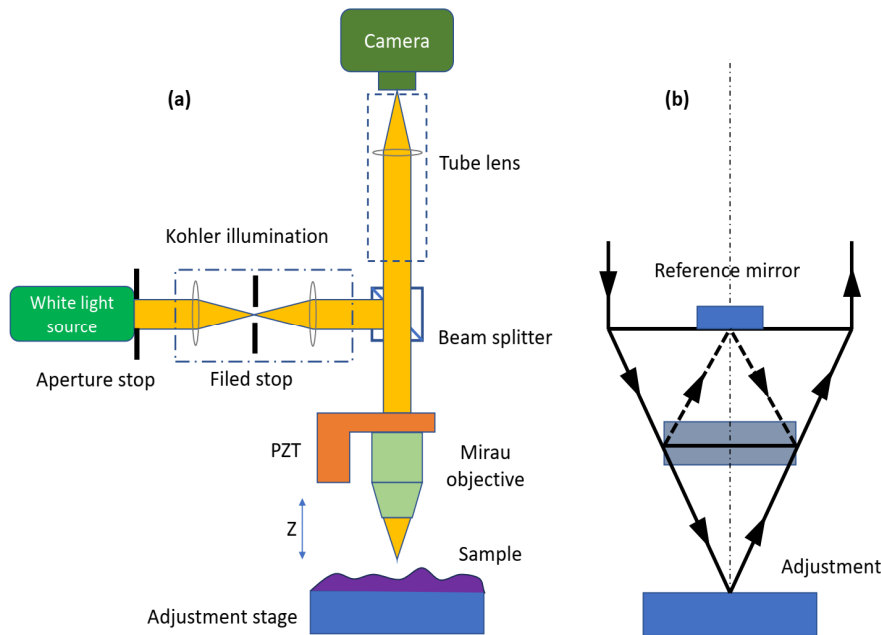 Camera
(a)
(b)
Tube lens
Kohler illumination
Reference mirror
White light
source
Beam splitter
Aperture stop
Filed stop
PZT
Mirau
objective
Z
Sample
Adjustment
Adjustment stage